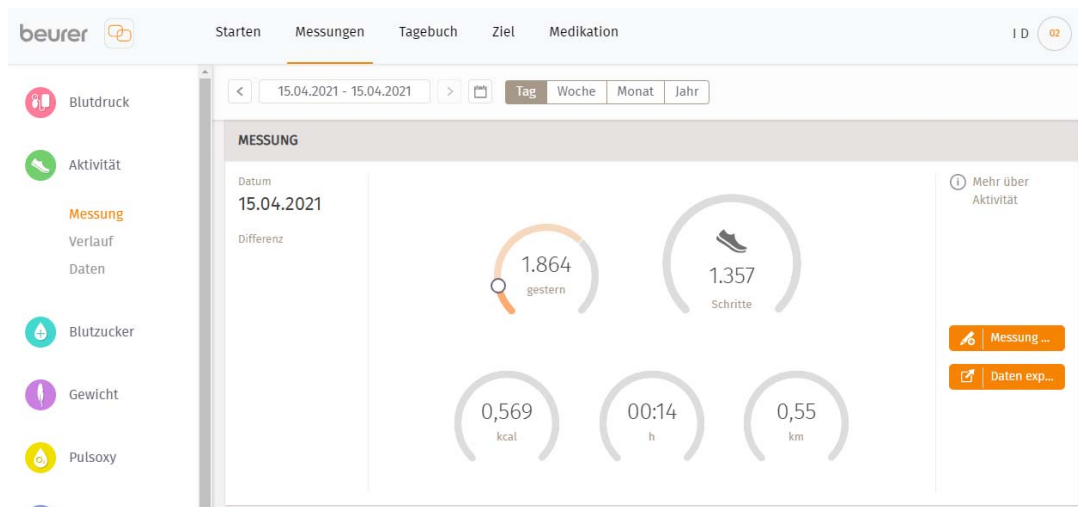 beurer
Starten Messungen Tagebuch Ziel Medikation
I D 02
Blutdruck
Aktivität
Messung
Verlauf
Daten
Blutzucker
Gewicht
Pulsoxy
< 15.04.2021 - 15.04.2021 > Tag Woche Monat Jahr
MESSUNG
Datum
15.04.2021
Differenz
1.864
gestern
1.357
Schritte
0,569
kcal
00:14
h
0,55
km
Mehr über
Aktivität
Messung ...
Daten exp...